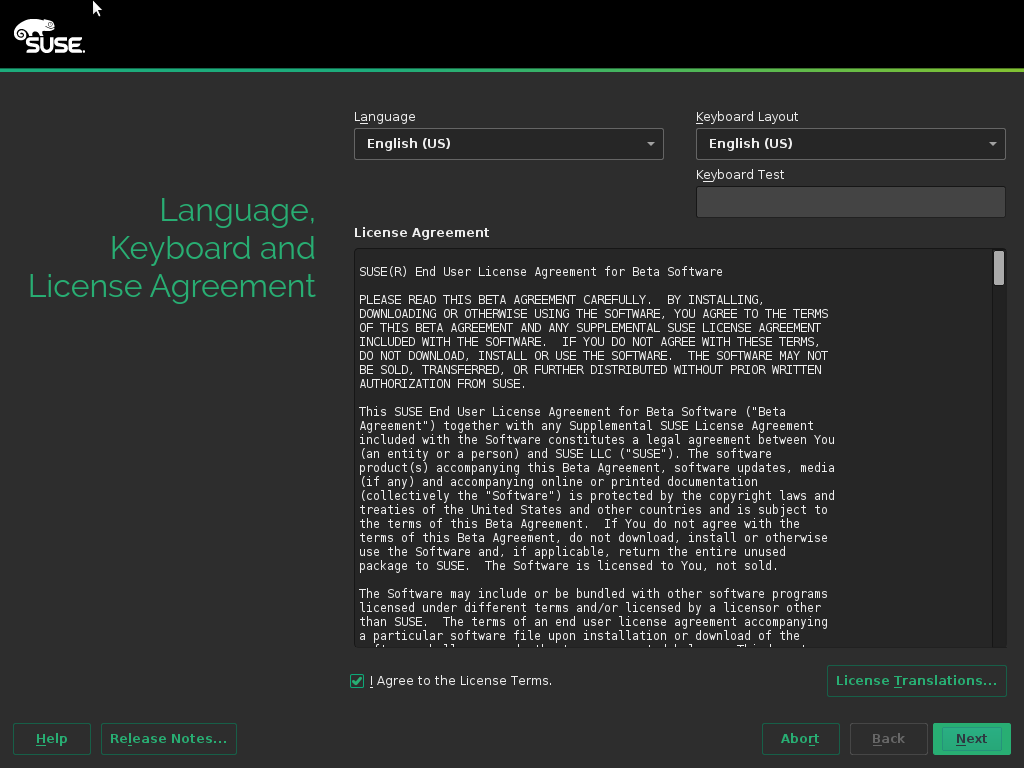 SUSE.
Language
Keyboard Layout
English (US)
English (US)
Keyboard Test
Language,
Keyboard and
License Agreement
License Agreement
SUSE(R) End User License Agreement for Beta Software
PLEASE READ THIS BETA AGREEMENT CAREFULLY.  BY INSTALLING,
DOWNLOADING OR OTHERWISE USING THE SOFTWARE, YOU AGREE TO THE TERMS
OF THIS BETA AGREEMENT AND ANY SUPPLEMENTAL SUSE LICENSE AGREEMENT
INCLUDED WITH THE SOFTWARE.  IF YOU DO NOT AGREE WITH THESE TERMS,
DO NOT DOWNLOAD, INSTALL OR USE THE SOFTWARE.  THE SOFTWARE MAY NOT
BE SOLD, TRANSFERRED, OR FURTHER DISTRIBUTED WITHOUT PRIOR WRITTEN
AUTHORIZATION FROM SUSE.
This SUSE End User License Agreement for Beta Software ("Beta
Agreement") together with any Supplemental SUSE License Agreement
included with the Software constitutes a legal agreement between You
(an entity or a person) and SUSE LLC ("SUSE"). The software
product(s) accompanying this Beta Agreement, software updates, media
(if any) and accompanying online or printed documentation
(collectively the "Software") is protected by the copyright laws and
treaties of the United States and other countries and is subject to
the terms of this Beta Agreement.  If You do not agree with the
terms of this Beta Agreement, do not download, install or otherwise
use the Software and, if applicable, return the entire unused
package to SUSE.  The Software is licensed to You, not sold.
The Software may include or be bundled with other software programs
licensed under different terms and/or licensed by a licensor other
than SUSE.  The terms of an end user license agreement accompanying
a particular software file upon installation or download of the
I Agree to the License Terms.
License Translations...
Help
Release Notes...
Abort
Back
Next